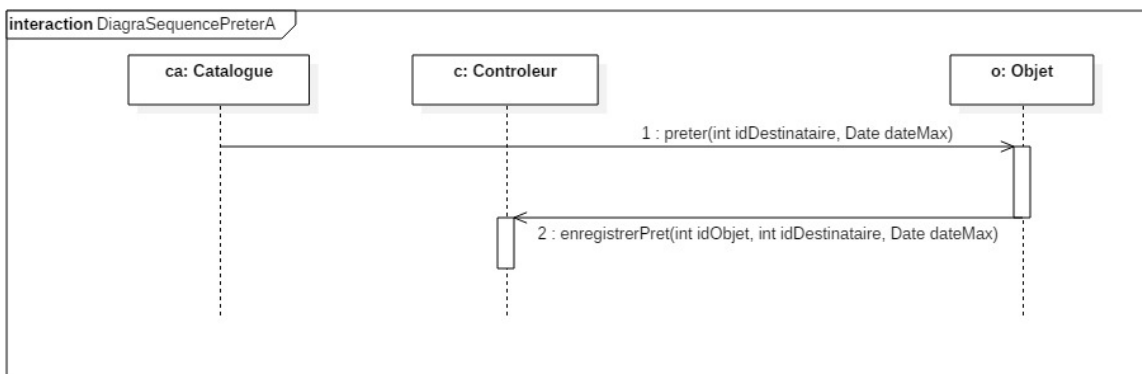 interaction DiagraSequencePreterA
ca: Catalogue
c: Controleur
o: Objet
1 : preter(int idDestinataire, Date dateMax)
2 : enregistrerPret(int idObjet, int idDestinataire, Date dateMax)